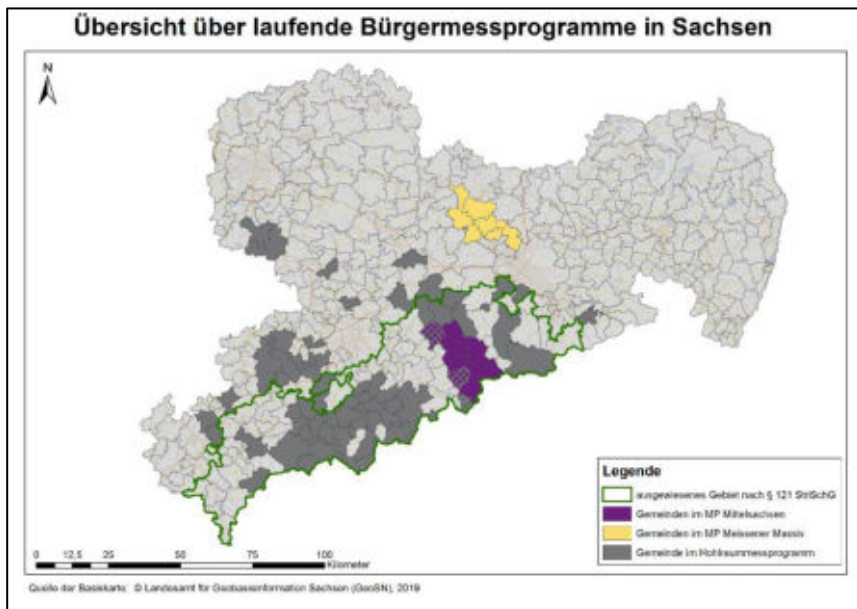 Übersicht über laufende Bürgermessprogramme in Sachsen
N
Legende
ausgewiesenes Gebiet nach § 121 StrlSchG
Gemeinden im MP Mittelsachsen
Gemeinden im MP Meissener Massiv
Gemeinde im Hohlraummessprogramm
0 12,5 25 50 75 100
Kilometer
Quelle der Basiskarte: © Landesamt für Geobasisinformation Sachsen (GeoSN), 2019